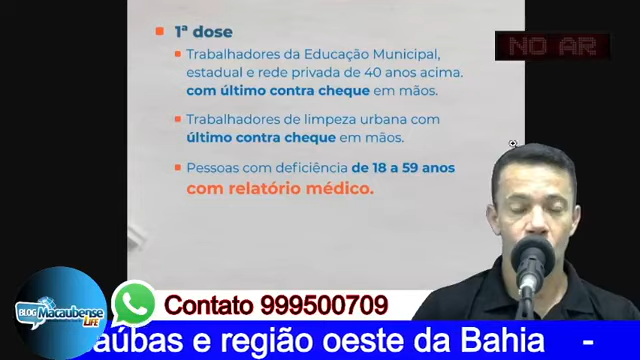 1ª dose
Trabalhadores da Educação Municipal,
estadual e rede privada de 40 anos acima.
com último contra cheque em mãos.
Trabalhadores de limpeza urbana com
último contra cheque em mãos.
Pessoas com deficiência de 18 a 59 anos
com relatório médico.
NO AR
BLOG
Macaubense
LIFE
Contato 999500709
aúbas e região oeste da Bahia -